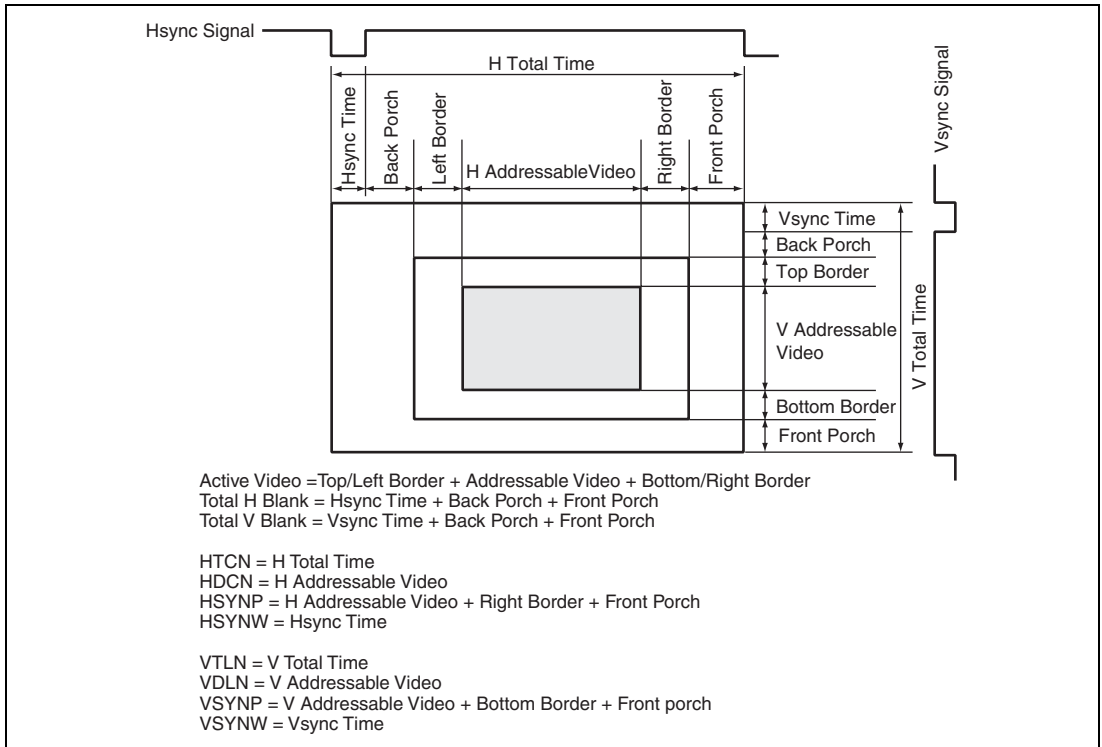 Hsync Signal
H Total Time
Hsync Time
Back Porch
Left Border
H AddressableVideo
Right Border
Front Porch
Vsync Signal
Vsync Time
Back Porch
Top Border
V Addressable
Video
V Total Time
Bottom Border
Front Porch
Active Video =Top/Left Border + Addressable Video + Bottom/Right Border
Total H Blank = Hsync Time + Back Porch + Front Porch
Total V Blank = Vsync Time + Back Porch + Front Porch
HTCN = H Total Time
HDCN = H Addressable Video
HSYNP = H Addressable Video + Right Border + Front Porch
HSYNW = Hsync Time
VTLN = V Total Time
VDLN = V Addressable Video
VSYNP = V Addressable Video + Bottom Border + Front porch
VSYNW = Vsync Time